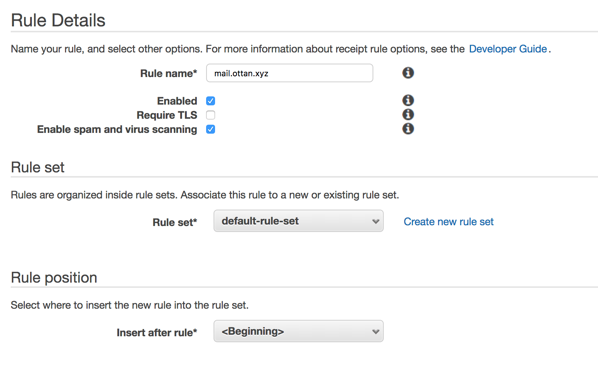 Rule Details
Name your rule, and select other options. For more information about receipt rule options, see the Developer Guide.
Rule name* mail.ottan.xyz
Enabled
Require TLS
Enable spam and virus scanning
Rule set
Rules are organized inside rule sets. Associate this rule to a new or existing rule set.
Rule set* default-rule-set Create new rule set
Rule position
Select where to insert the new rule into the rule set.
Insert after rule* <Beginning>